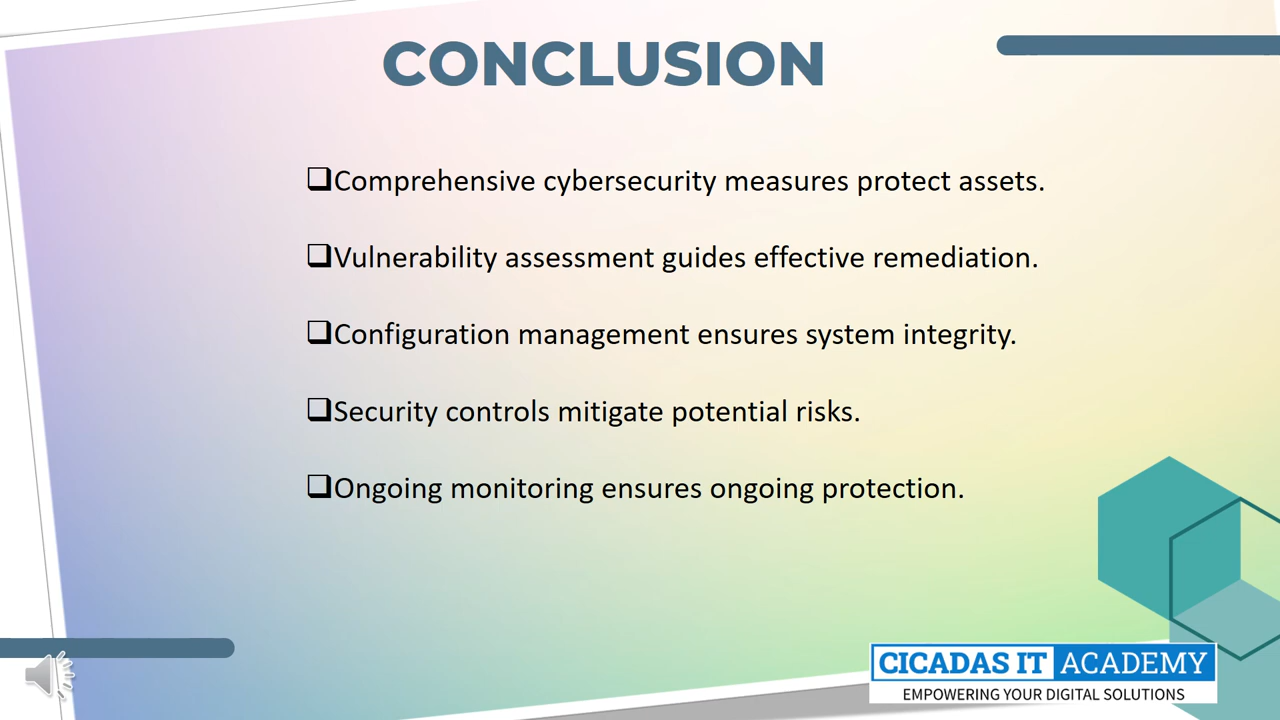 CONCLUSION
❑Comprehensive cybersecurity measures protect assets.
❑Vulnerability assessment guides effective remediation.
❑Configuration management ensures system integrity.
❑Security controls mitigate potential risks.
❑Ongoing monitoring ensures ongoing protection.
CICADAS IT ACADEMY
EMPOWERING YOUR DIGITAL SOLUTIONS